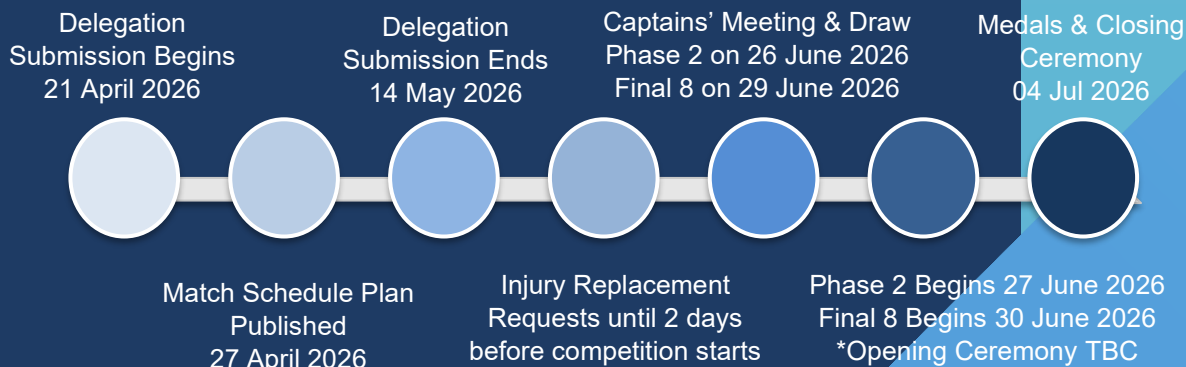 Delegation
Submission Begins
21 April 2026
Match Schedule Plan
Published
27 April 2026
Delegation
Submission Ends
14 May 2026
Injury Replacement
Requests until 2 days
before competition starts
Captains’ Meeting & Draw
Phase 2 on 26 June 2026
Final 8 on 29 June 2026
Phase 2 Begins 27 June 2026
Final 8 Begins 30 June 2026
*Opening Ceremony TBC
Medals & Closing
Ceremony
04 Jul 2026